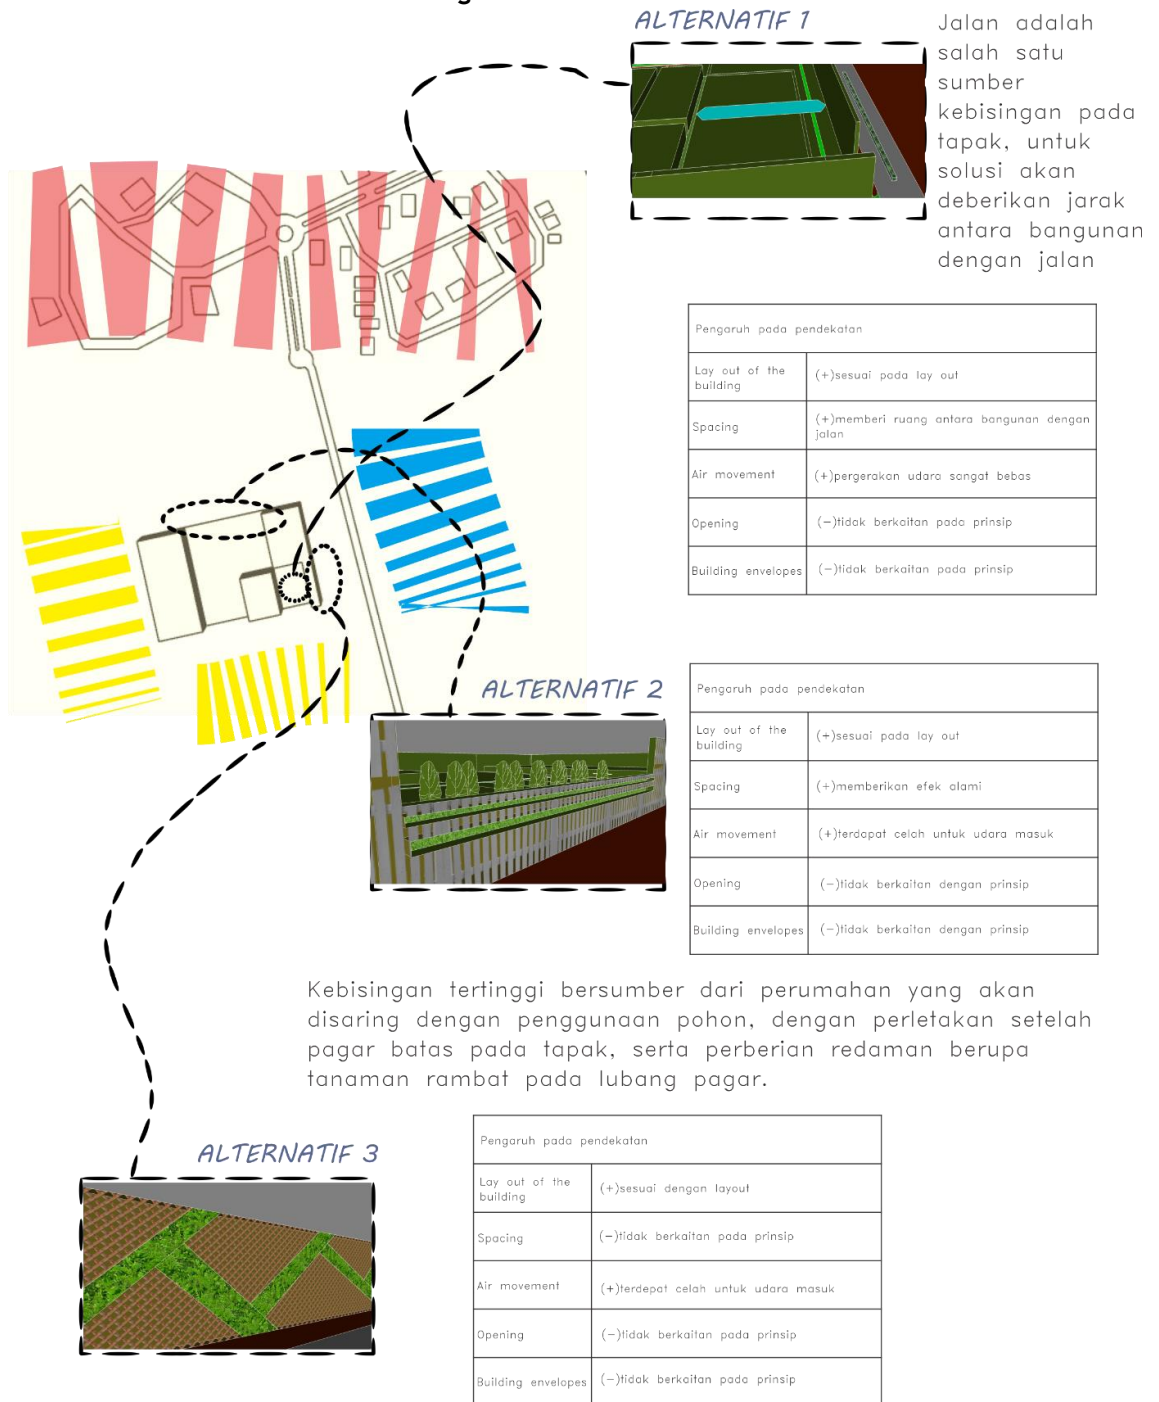 ALTERNATIF 1
Jalan adalah
salah satu
sumber
kebisingan pada
tapak, untuk
solusi akan
deberikan jarak
antara bangunan
dengan jalan
Pengaruh pada pendekatan
Lay out of the
building
(+)sesuai pada lay out
Spacing
(+)memberi ruang antara bangunan dengan
jalan
Air movement
(+)pergerakan udara sangat bebas
Opening
(-)tidak berkaitan pada prinsip
Building envelopes
(-)tidak berkaitan pada prinsip
ALTERNATIF 2
Pengaruh pada pendekatan
Lay out of the
building
(+)sesuai pada lay out
Spacing
(+)memberikan efek alami
Air movement
(+)terdapat celah untuk udara masuk
Opening
(-)tidak berkaitan dengan prinsip
Building envelopes
(-)tidak berkaitan dengan prinsip
Kebisingan tertinggi bersumber dari perumahan yang akan
disaring dengan penggunaan pohon, dengan perletakan setelah
pagar batas pada tapak, serta perberian redaman berupa
tanaman rambat pada lubang pagar.
ALTERNATIF 3
Pengaruh pada pendekatan
Lay out of the
building
(+)sesuai dengan layout
Spacing
(-)tidak berkaitan pada prinsip
Air movement
(+)terdepat celah untuk udara masuk
Opening
(-)tidak berkaitan pada prinsip
Building envelopes
(-)tidak berkaitan pada prinsip